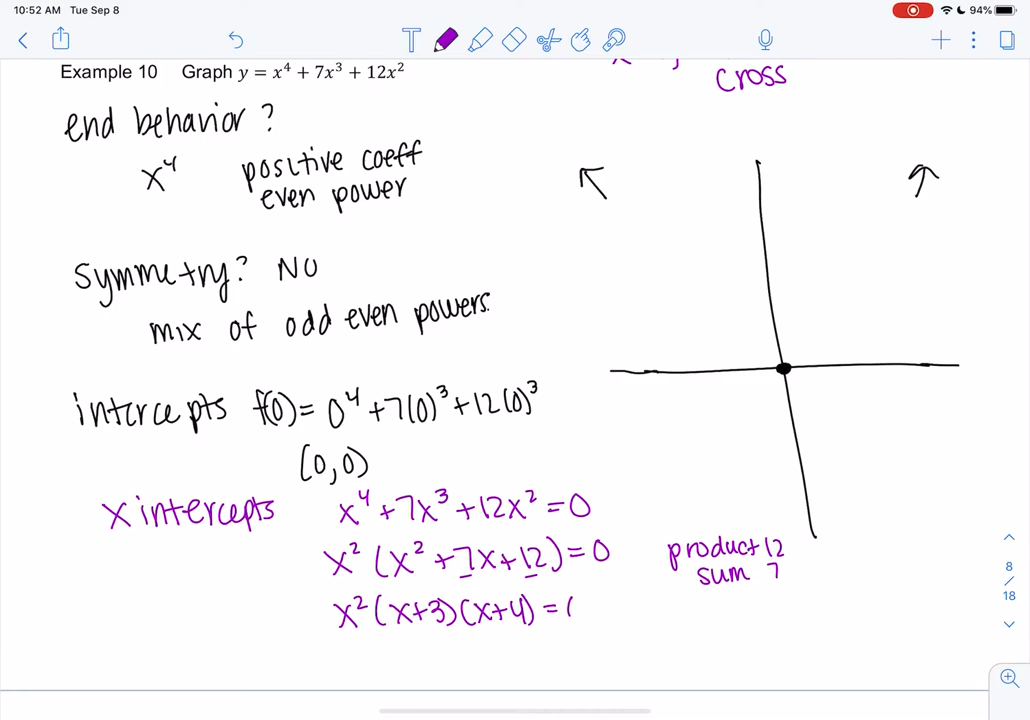 10:52 AM Tue Sep 8
94%
Example 10 Graph y = x⁴ + 7x³ + 12x²
cross
end behavior ?
x⁴ positive coeff
even power
symmetry? NO
mix of odd even powers.
intercepts f(0) = 0⁴ + 7(0)³ + 12(0)³
(0,0)
x intercepts x⁴ + 7x³ + 12x² = 0
x² (x² + 7x + 12) = 0
product 12
sum 7
x² (x+3)(x+4) = (
8
/
18